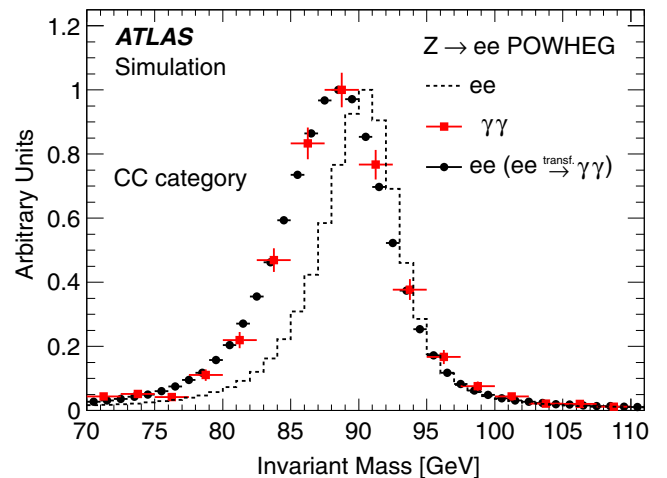 ATLAS
Simulation
CC category
Z → ee POWHEG
ee
γγ
ee (ee transf.→ γγ)
Arbitrary Units
1.2
1
0.8
0.6
0.4
0.2
0
70 75 80 85 90 95 100 105 110
Invariant Mass [GeV]